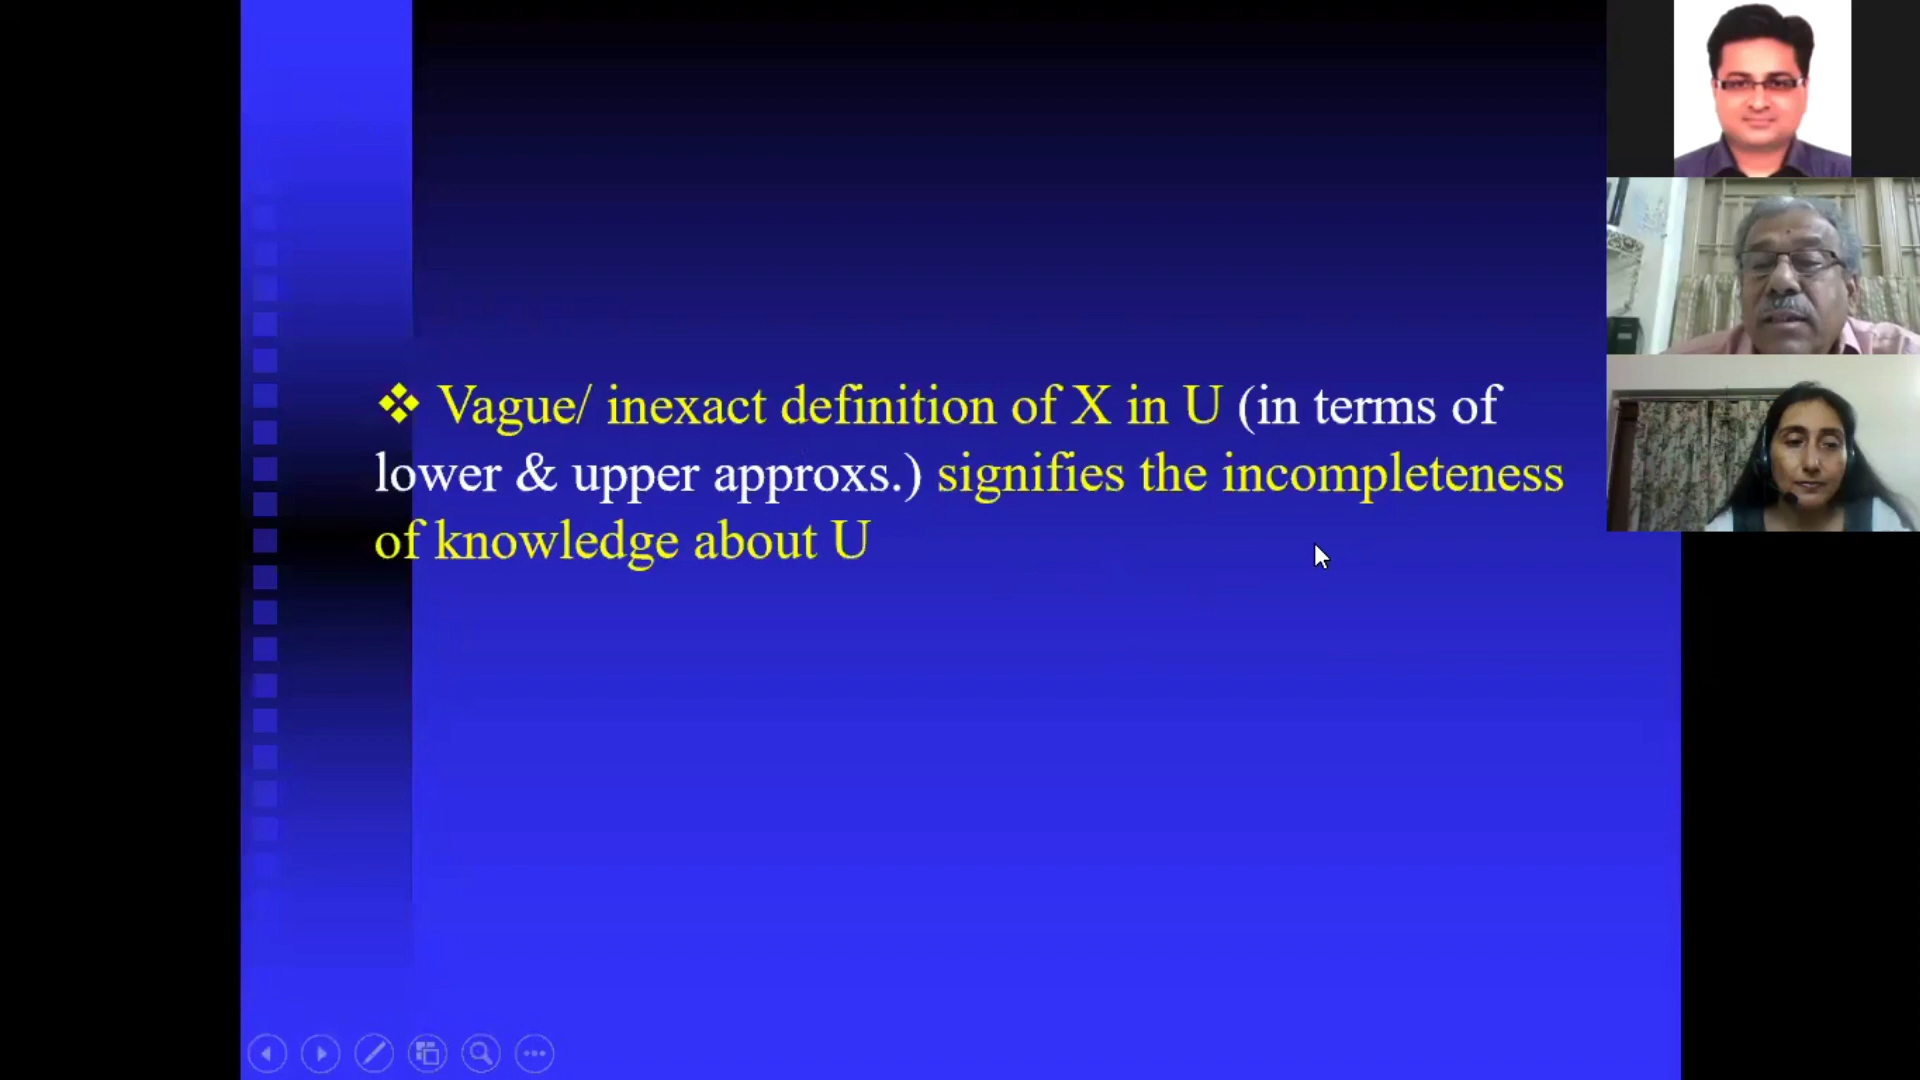 Vague/ inexact definition of X in U (in terms of
lower & upper approxs.) signifies the incompleteness
of knowledge about U